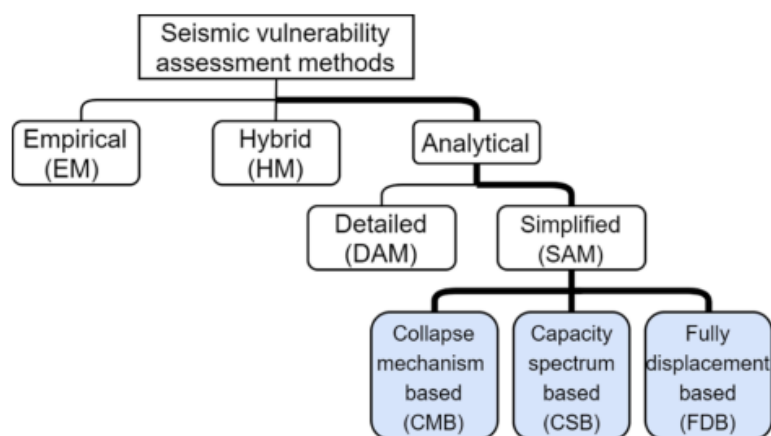 Seismic vulnerability
assessment methods
Empirical
(EM)
Hybrid
(HM)
Analytical
Detailed
(DAM)
Simplified
(SAM)
Collapse
mechanism
based
(CMB)
Capacity
spectrum
based
(CSB)
Fully
displacement
based
(FDB)